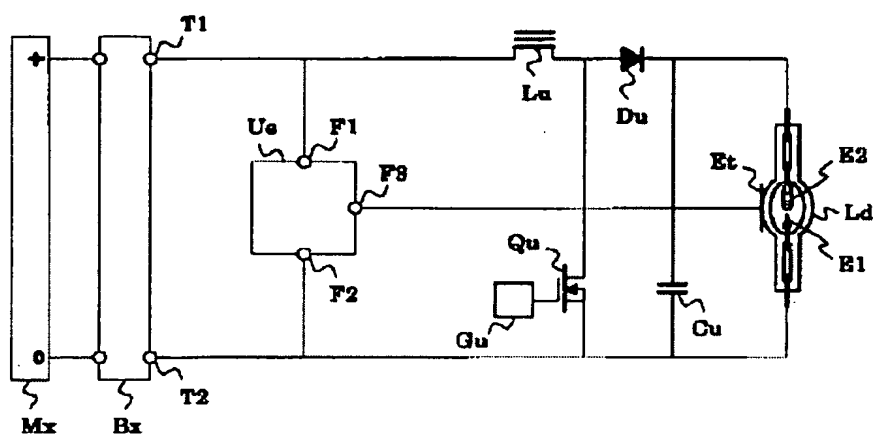 T1
+
Lu
Du
Ue
F1
F3
Et
E2
Ld
Qu
E1
F2
Gu
Cu
0
T2
Mx
Bx